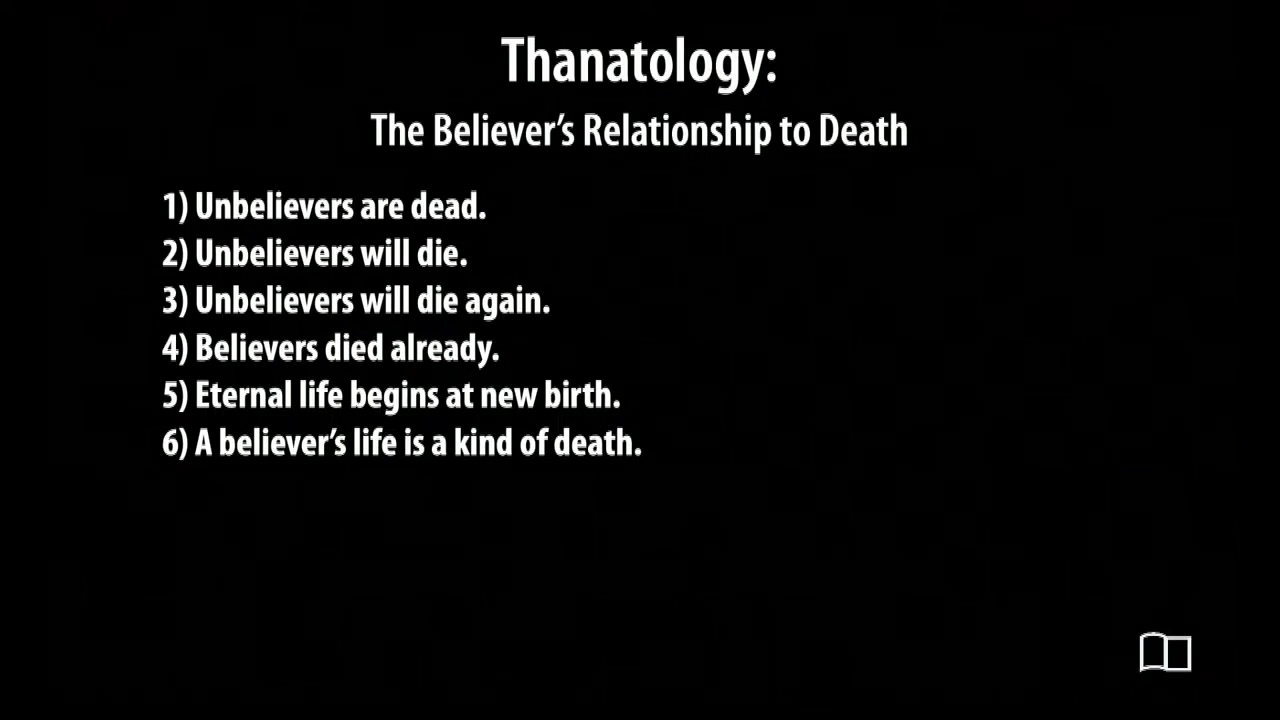 Thanatology:
The Believer’s Relationship to Death
1) Unbelievers are dead.
2) Unbelievers will die.
3) Unbelievers will die again.
4) Believers died already.
5) Eternal life begins at new birth.
6) A believer’s life is a kind of death.